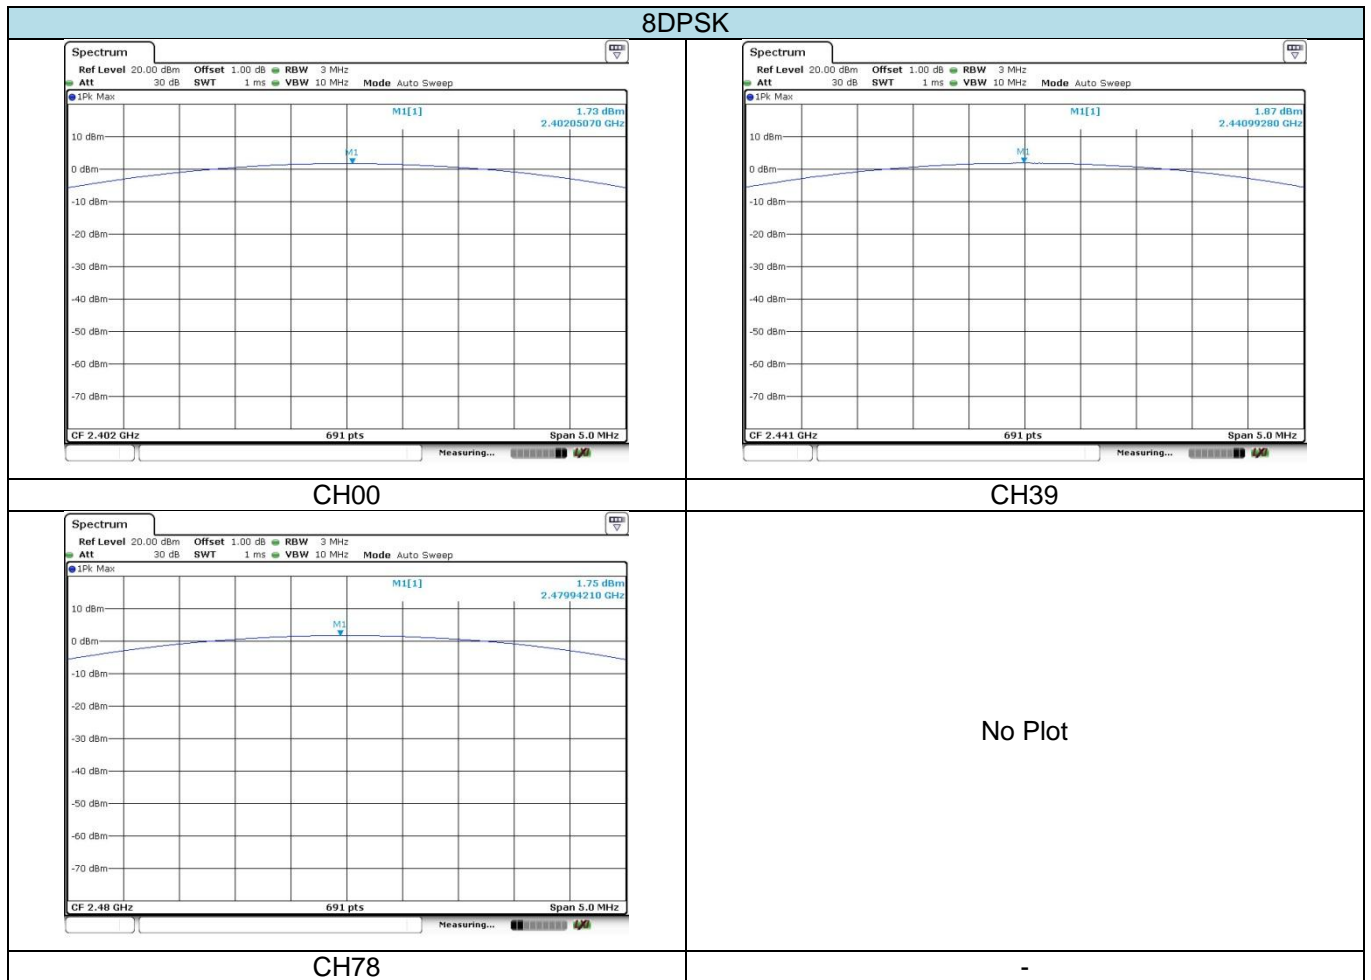 8DPSK
Spectrum
Ref Level 20.00 dBm Offset 1.00 dB RBW 3 MHz
Att 30 dB SWT 1 ms VBW 10 MHz Mode Auto Sweep
1Pk Max
M1[1] 1.73 dBm
2.40205070 GHz
10 dBm
M1
0 dBm
-10 dBm
-20 dBm
-30 dBm
-40 dBm
-50 dBm
-60 dBm
-70 dBm
CF 2.402 GHz 691 pts Span 5.0 MHz
Measuring...
Spectrum
Ref Level 20.00 dBm Offset 1.00 dB RBW 3 MHz
Att 30 dB SWT 1 ms VBW 10 MHz Mode Auto Sweep
1Pk Max
M1[1] 1.87 dBm
2.44099280 GHz
10 dBm
M1
0 dBm
-10 dBm
-20 dBm
-30 dBm
-40 dBm
-50 dBm
-60 dBm
-70 dBm
CF 2.441 GHz 691 pts Span 5.0 MHz
Measuring...
CH00 CH39
Spectrum
Ref Level 20.00 dBm Offset 1.00 dB RBW 3 MHz
Att 30 dB SWT 1 ms VBW 10 MHz Mode Auto Sweep
1Pk Max
M1[1] 1.75 dBm
2.47994210 GHz
10 dBm
M1
0 dBm
-10 dBm
-20 dBm
-30 dBm
-40 dBm
-50 dBm
-60 dBm
-70 dBm
CF 2.48 GHz 691 pts Span 5.0 MHz
Measuring...
No Plot
CH78 -